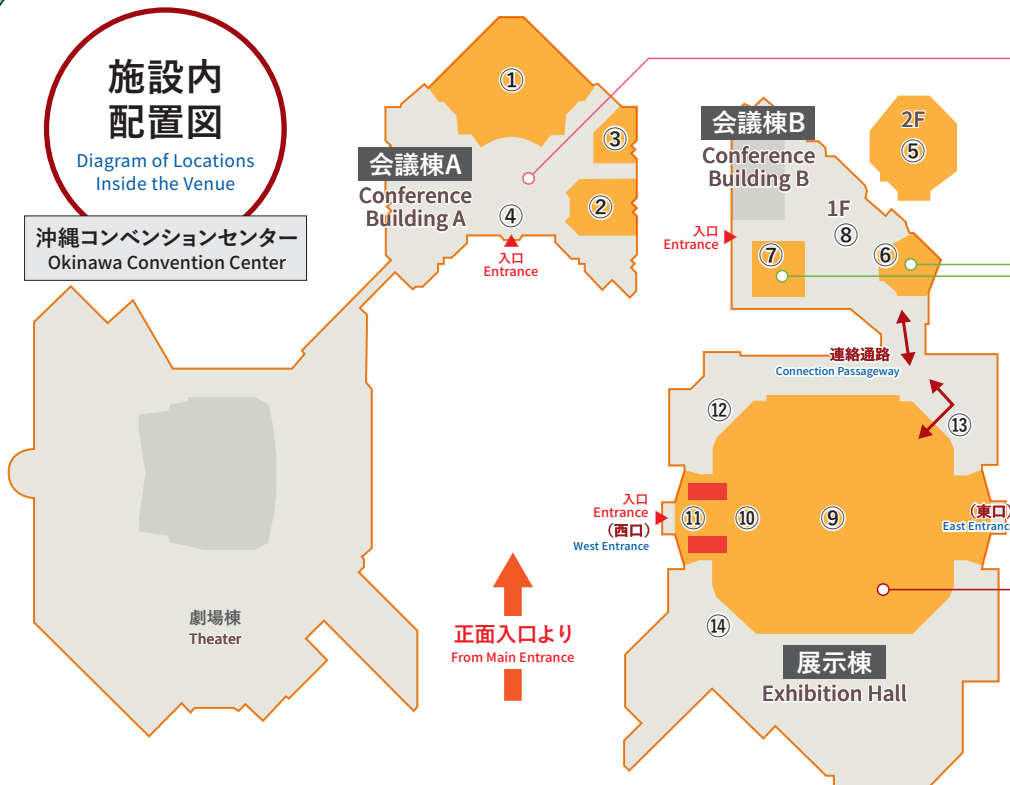 施設内
配置図
Diagram of Locations
Inside the Venue
沖縄コンベンションセンター
Okinawa Convention Center
①
③
②
④
会議棟A
Conference
Building A
入口
Entrance
会議棟B
Conference
Building B
2F
⑤
1F
⑧
入口
Entrance
⑦
⑥
連絡通路
Connection Passageway
⑫
⑬
入口
Entrance
(西口)
West Entrance
⑪
⑩
⑨
(東口)
East Entrance
⑭
展示棟
Exhibition Hall
劇場棟
Theater
正面入口より
From Main Entrance